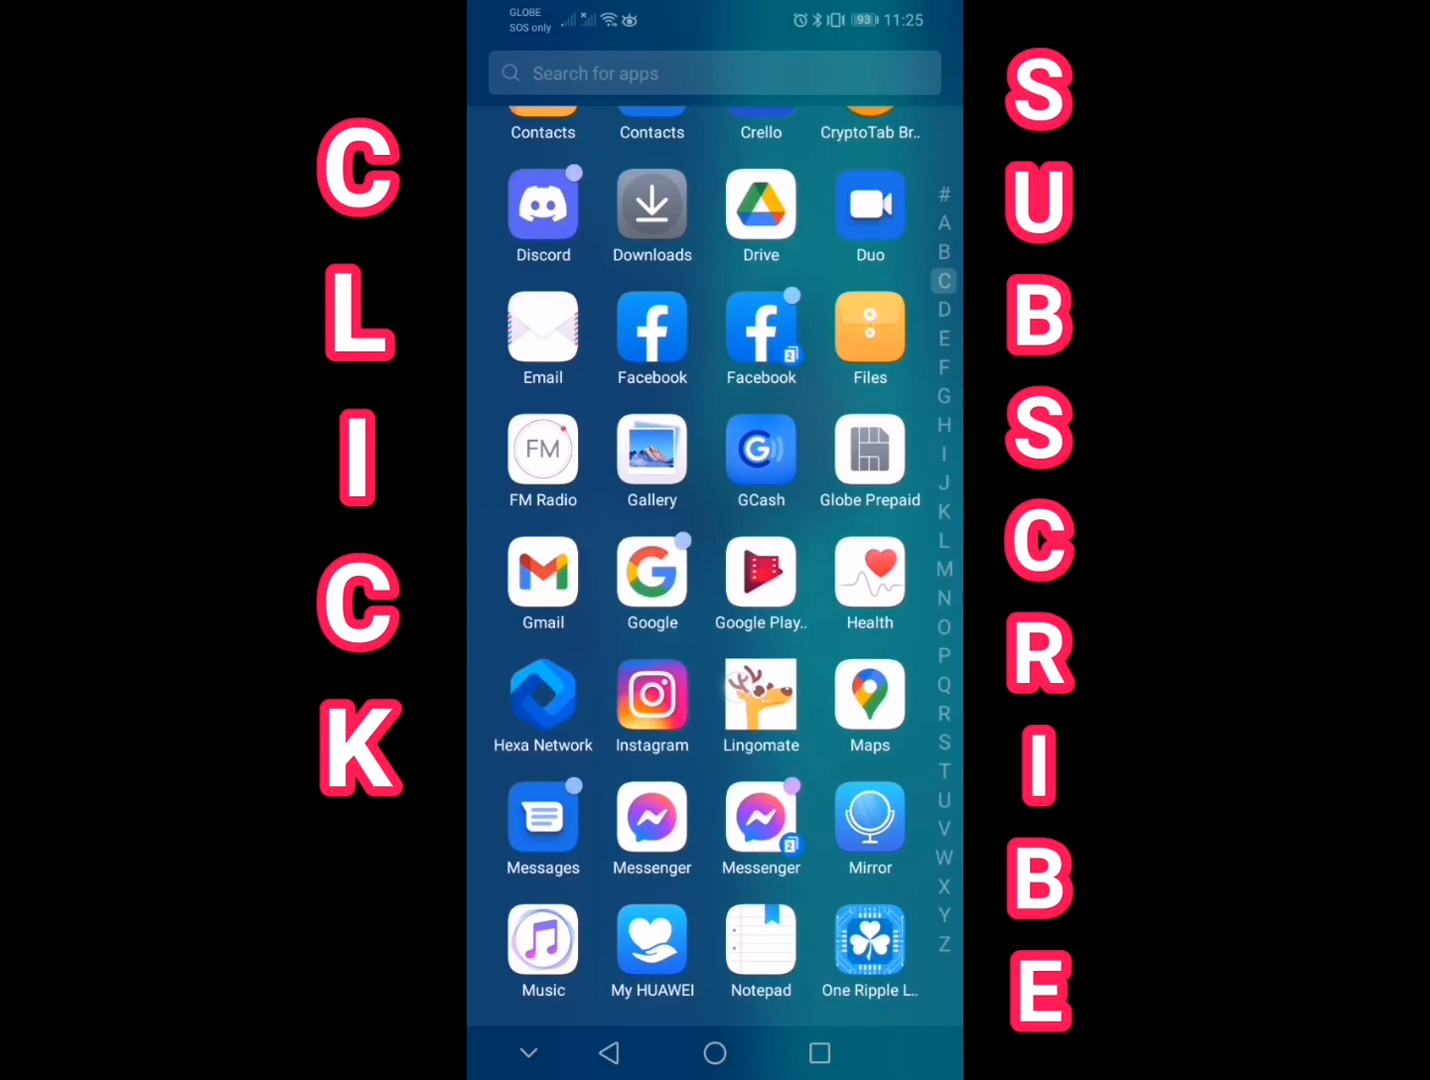 GLOBE
SOS only
93 11:25
Search for apps
Contacts Contacts Crello CryptoTab Br..
Discord Downloads Drive Duo
Email Facebook Facebook Files
FM
FM Radio Gallery GCash Globe Prepaid
Gmail Google Google Play.. Health
Hexa Network Instagram Lingomate Maps
Messages Messenger Messenger Mirror
Music My HUAWEI Notepad One Ripple L..
#
A
B
C
D
E
F
G
H
I
J
K
L
M
N
O
P
Q
R
S
T
U
V
W
X
Y
Z
C
L
I
C
K
S
U
B
S
C
R
I
B
E